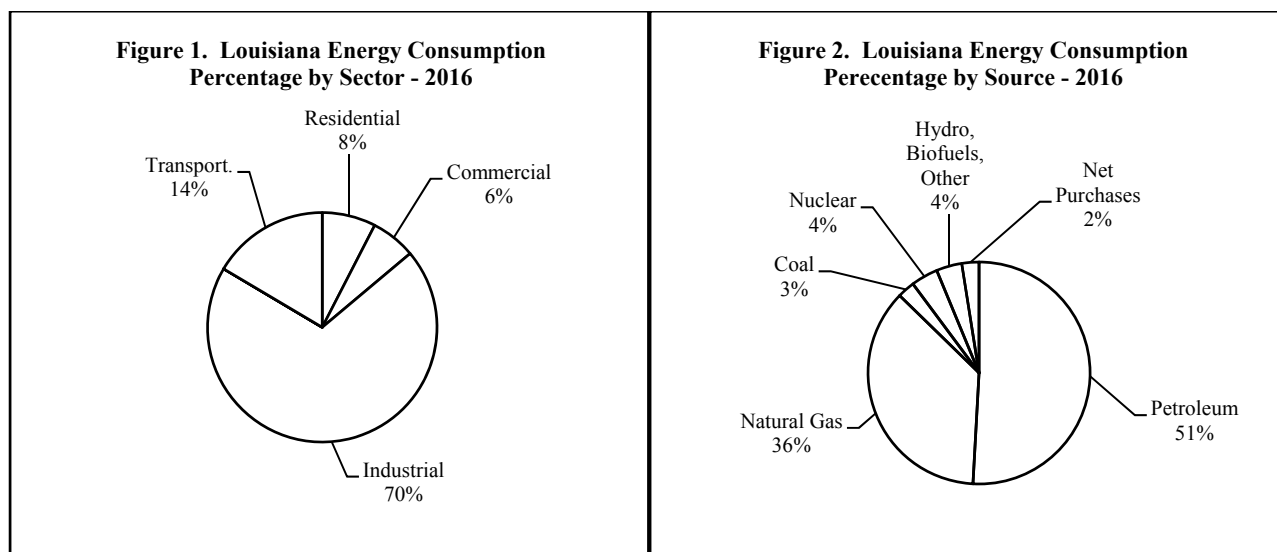 Figure 1.  Louisiana Energy Consumption
Percentage by Sector - 2016
Residential
8%
Commercial
6%
Transport.
14%
Industrial
70%
Figure 2.  Louisiana Energy Consumption
Perecentage by Source - 2016
Hydro,
Biofuels,
Other
4%
Net
Purchases
2%
Nuclear
4%
Coal
3%
Natural Gas
36%
Petroleum
51%